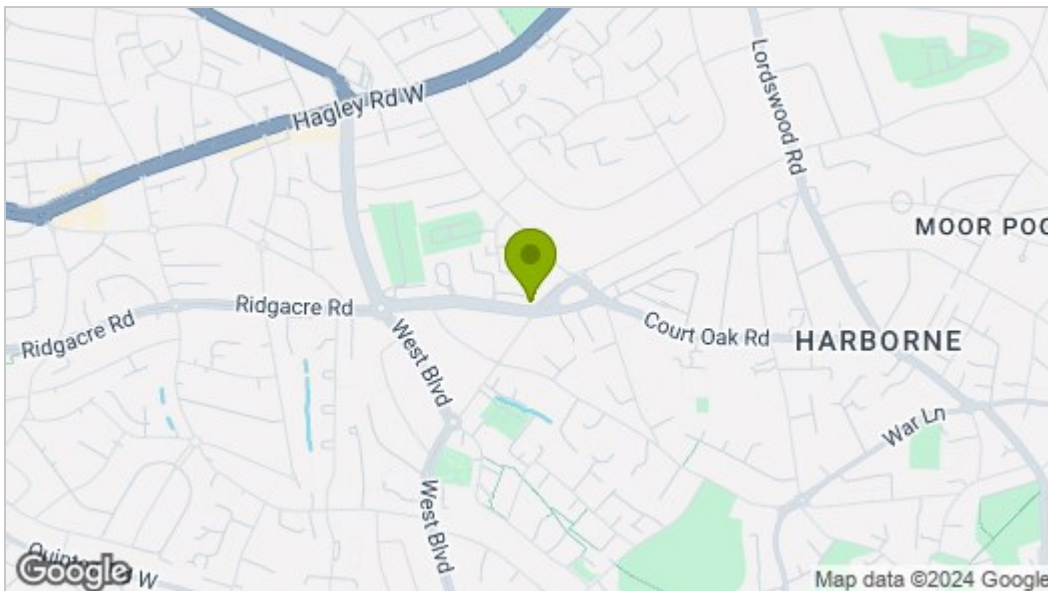 Lordswood Rd
Hagley Rd W
MOOR POO
Ridgacre Rd
Ridgacre Rd
Court Oak Rd
HARBORNE
West Blvd
War Ln
West Blvd
W
Google
Map data ©2024 Google